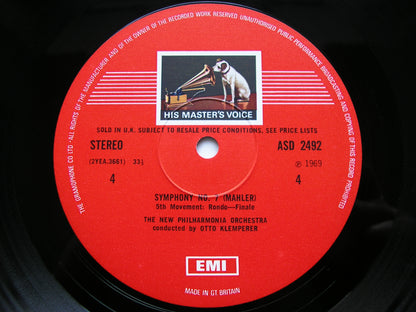 THE GRAMOPHONE CO LTD · ALL RIGHTS OF THE MANUFACTURER AND OF THE OWNER OF THE RECORDED WORK RESERVED UNAUTHORISED PUBLIC PERFORMANCE BROADCASTING AND COPYING OF THIS RECORD PROHIBITED
HIS MASTER'S VOICE
SOLD IN U.K. SUBJECT TO RESALE PRICE CONDITIONS, SEE PRICE LISTS
STEREO
ASD 2492
(2YEA.3661) 33⅓
℗ 1969
4
4
SYMPHONY NO. 7 (MAHLER)
5th Movement: Rondo—Finale
THE NEW PHILHARMONIA ORCHESTRA
conducted by OTTO KLEMPERER
EMI
MADE IN GT BRITAIN